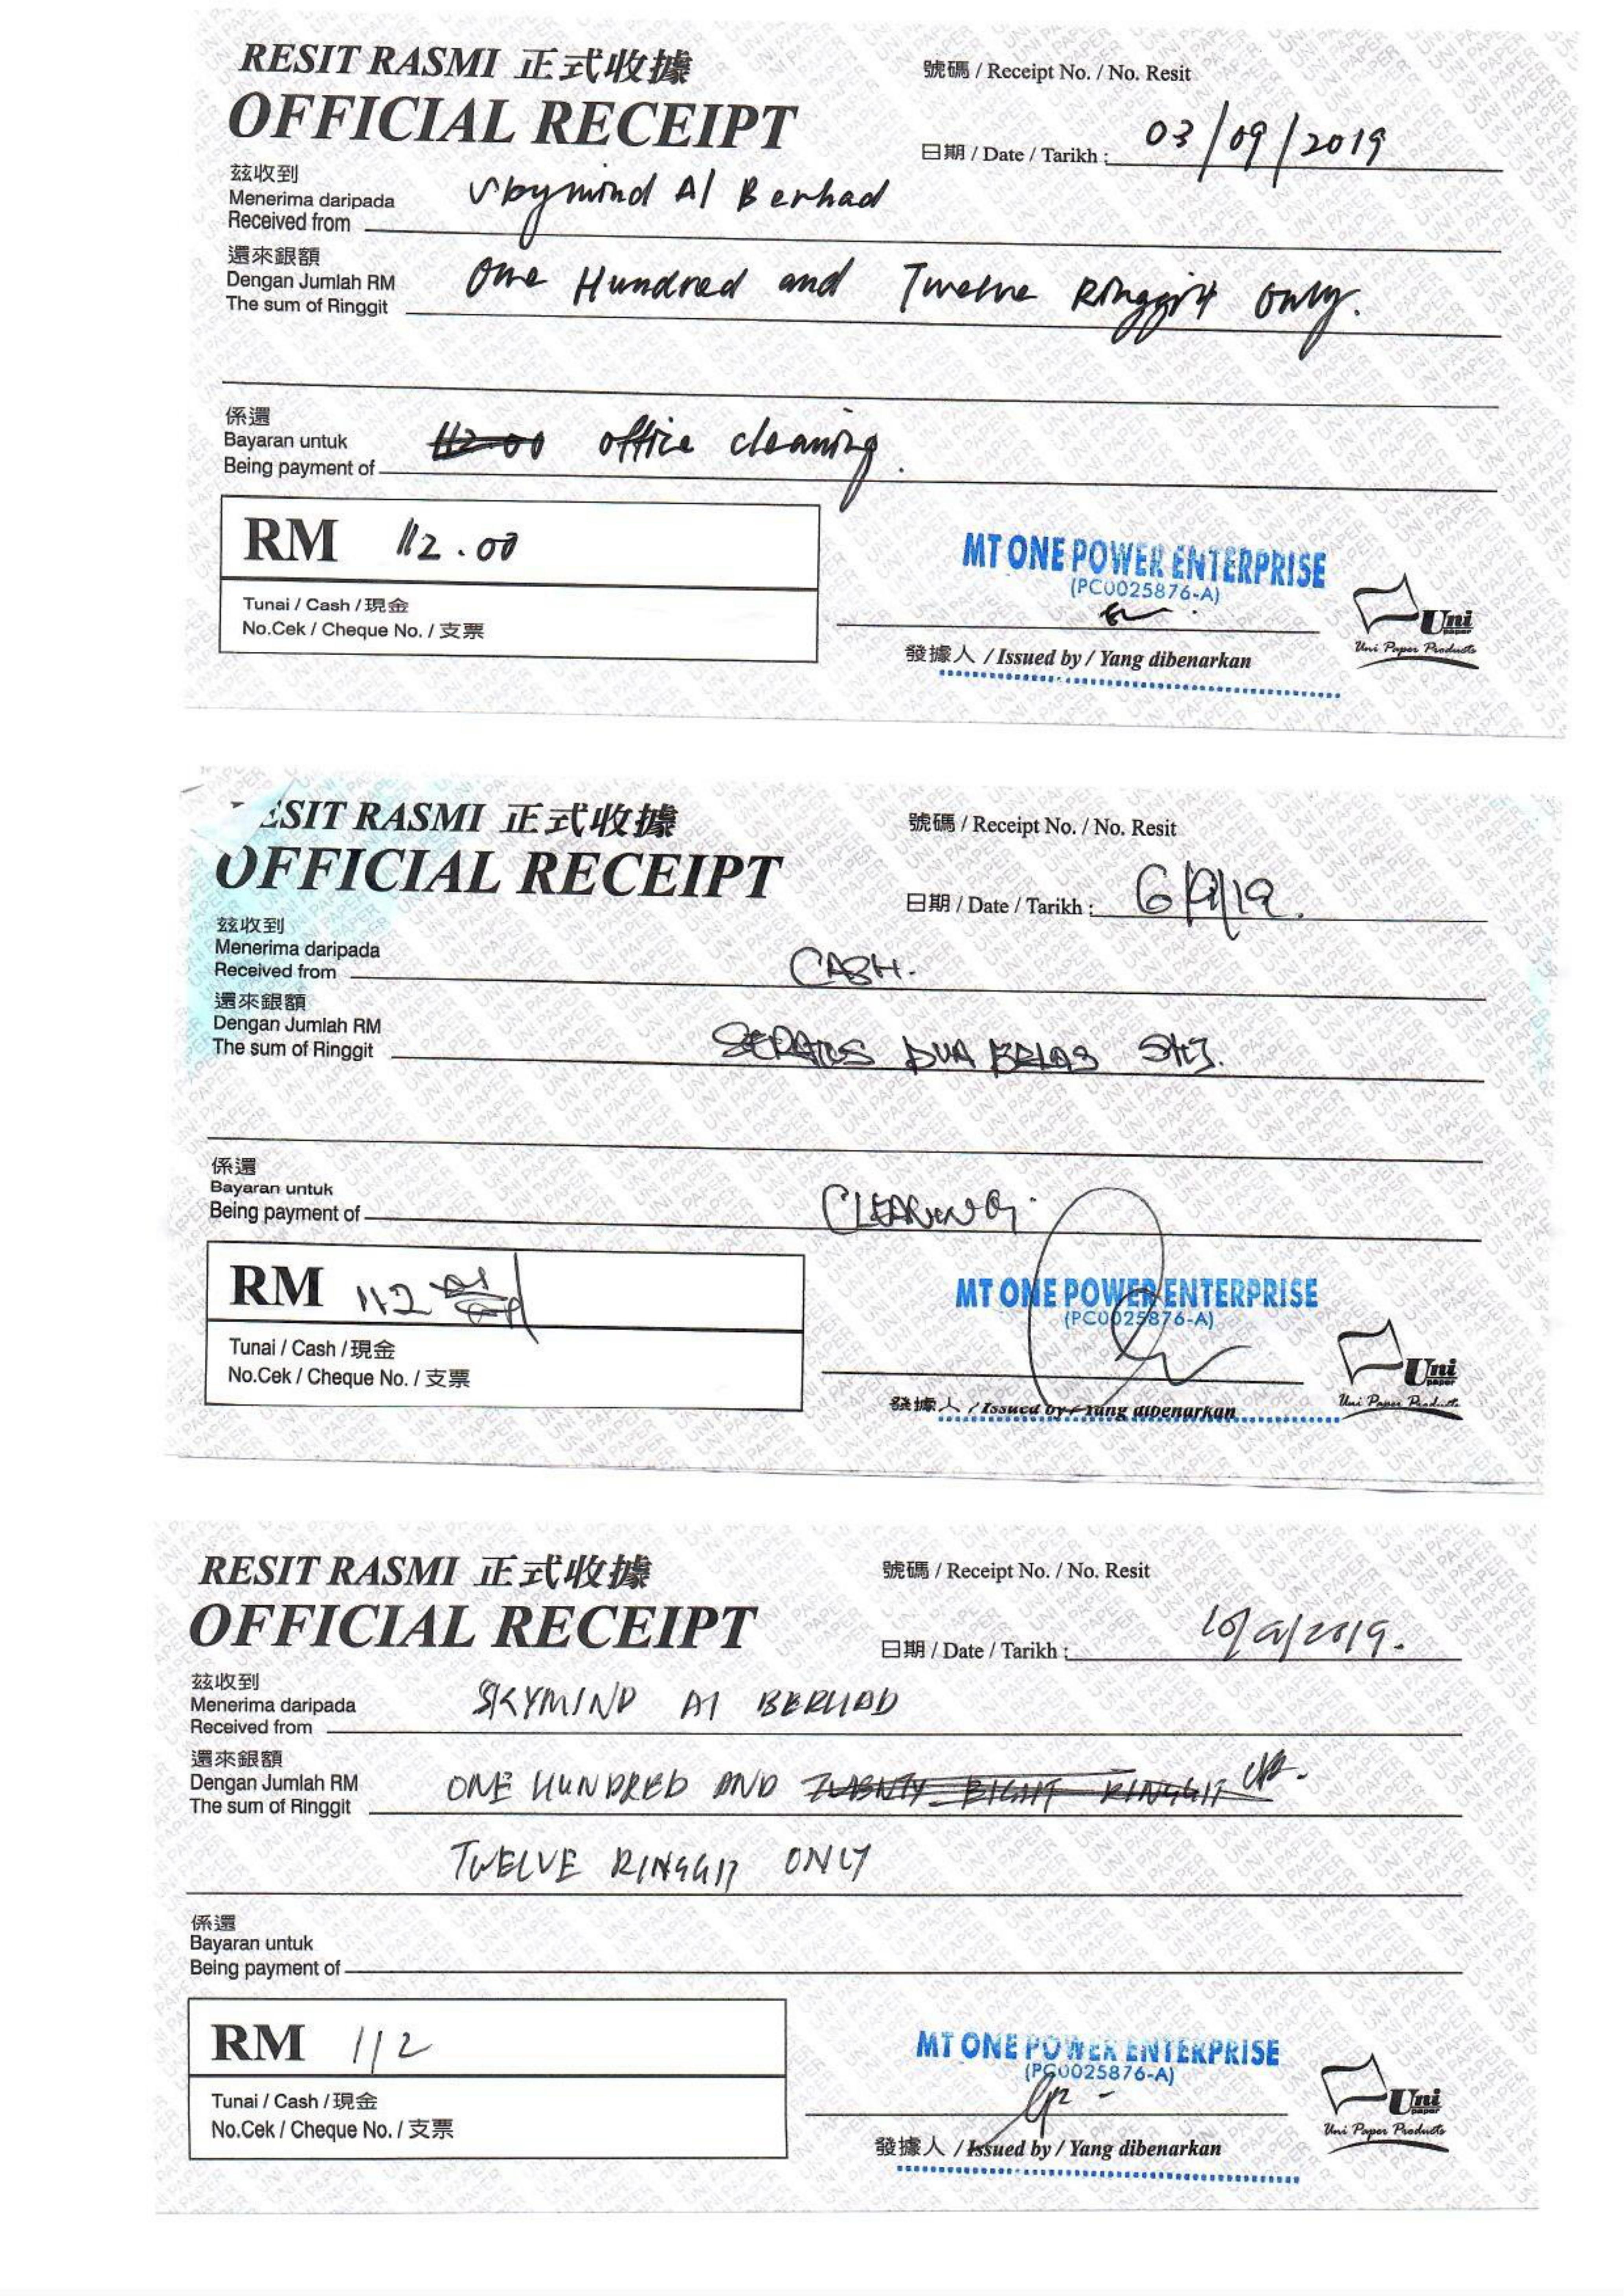 RESIT RASMI 正式收據
OFFICIAL RECEIPT
號碼 / Receipt No. / No. Resit
日期 / Date / Tarikh : 03/09/2019
茲收到
Menerima daripada
Received from Skymind AI Berhad
還來銀額
Dengan Jumlah RM
The sum of Ringgit One Hundred and Twelve Ringgit only.
係還
Bayaran untuk
Being payment of 112.00 office cleaning.
RM 112.00
Tunai / Cash / 現金
No.Cek / Cheque No. / 支票
MT ONE POWER ENTERPRISE
(PC0025876-A)
發據人 / Issued by / Yang dibenarkan
Uni
paper
Uni Paper Products
ESIT RASMI 正式收據
OFFICIAL RECEIPT
號碼 / Receipt No. / No. Resit
日期 / Date / Tarikh : 6/9/19.
茲收到
Menerima daripada
Received from CASH.
還來銀額
Dengan Jumlah RM
The sum of Ringgit SERATUS DUA BELAS SHJ.
係還
Bayaran untuk
Being payment of CLEANING.
RM 112
Tunai / Cash / 現金
No.Cek / Cheque No. / 支票
MT ONE POWER ENTERPRISE
(PC0025876-A)
發據人 / Issued by / Yang dibenarkan
Uni
paper
Uni Paper Products
RESIT RASMI 正式收據
OFFICIAL RECEIPT
號碼 / Receipt No. / No. Resit
日期 / Date / Tarikh : 10/9/2019.
茲收到
Menerima daripada
Received from SKYMIND AI BERHAD
還來銀額
Dengan Jumlah RM
The sum of Ringgit ONE HUNDRED AND TWENTY EIGHT RINGGIT
TWELVE RINGGIT ONLY
係還
Bayaran untuk
Being payment of
RM 112
Tunai / Cash / 現金
No.Cek / Cheque No. / 支票
MT ONE POWER ENTERPRISE
(PC0025876-A)
發據人 / Issued by / Yang dibenarkan
Uni
paper
Uni Paper Products